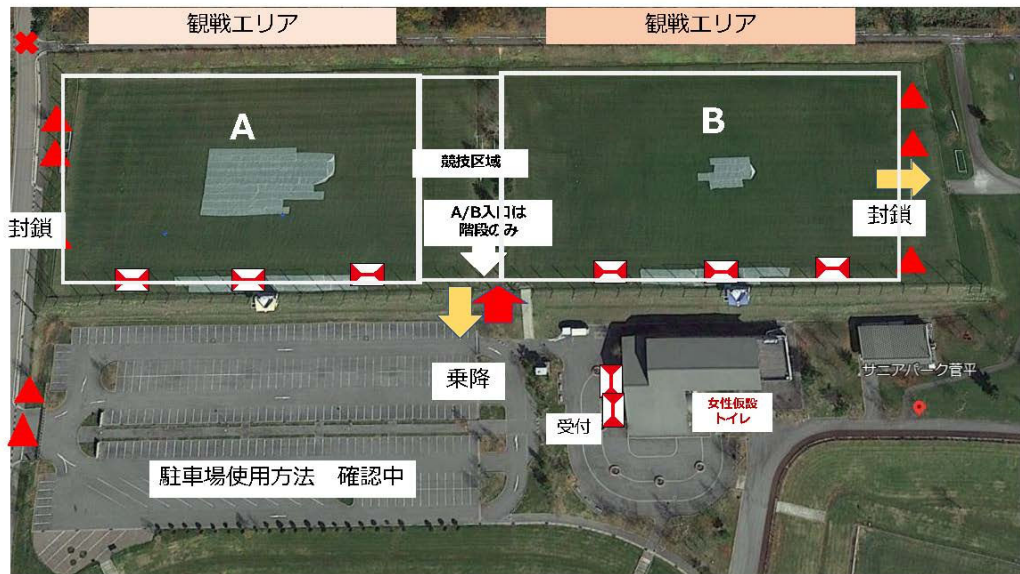 観戦エリア
観戦エリア
A
B
競技区域
A/B入口は
階段のみ
封鎖
封鎖
乗降
サニアパーク菅平
女性仮設
トイレ
受付
駐車場使用方法　確認中